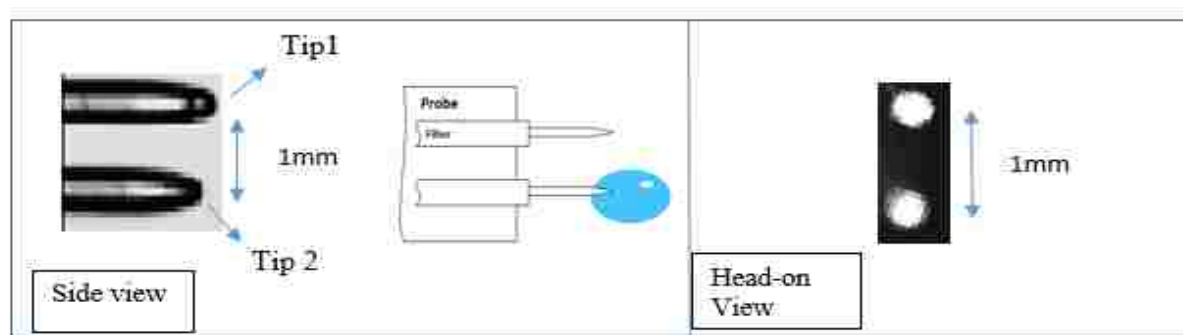 Tip1
1mm
Tip 2
Side view
Probe
Fiber
1mm
Head-on
View